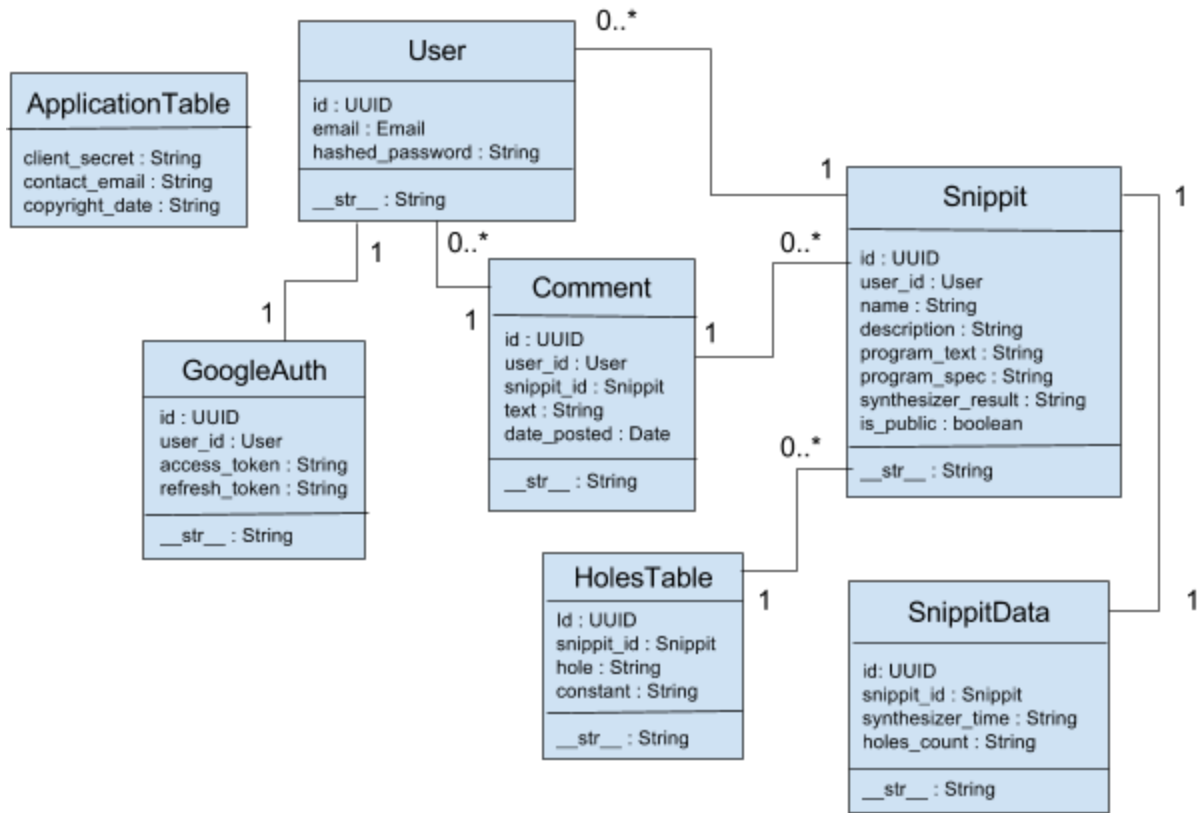 ApplicationTable
client_secret : String
contact_email : String
copyright_date : String
User
id : UUID
email : Email
hashed_password : String
__str__ : String
0..*
1
1
1
0..*
1
GoogleAuth
id : UUID
user_id : User
access_token : String
refresh_token : String
__str__ : String
Comment
id : UUID
user_id : User
snippit_id : Snippit
text : String
date_posted : Date
__str__ : String
1
0..*
Snippit
id : UUID
user_id : User
name : String
description : String
program_text : String
program_spec : String
synthesizer_result : String
is_public : boolean
__str__ : String
1
0..*
1
HolesTable
Id : UUID
snippit_id : Snippit
hole : String
constant : String
__str__ : String
1
SnippitData
id: UUID
snippit_id : Snippit
synthesizer_time : String
holes_count : String
__str__ : String